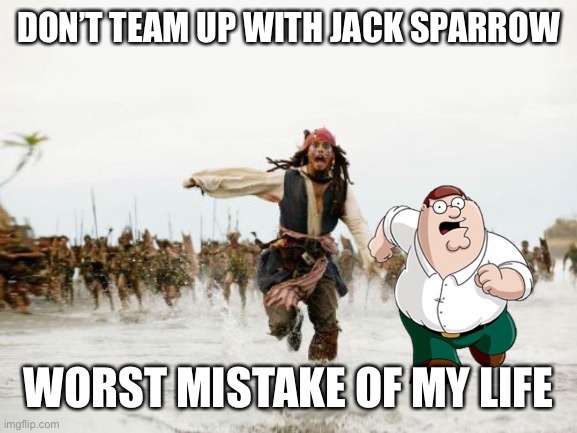 DON'T TEAM UP WITH JACK SPARROW
WORST MISTAKE OF MY LIFE
imgflip.com